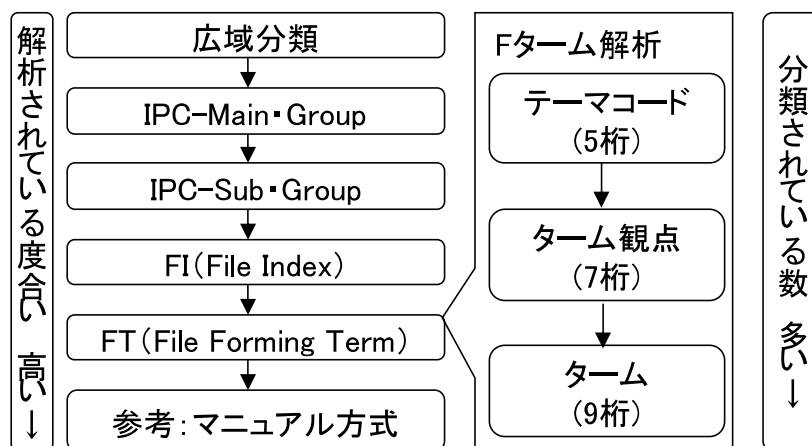 解析されている度合い 高い↓
広域分類
IPC-Main・Group
IPC-Sub・Group
FI(File Index)
FT(File Forming Term)
参考:マニュアル方式
Fターム解析
テーマコード
(5桁)
ターム観点
(7桁)
ターム
(9桁)
分類されている数 多い↓